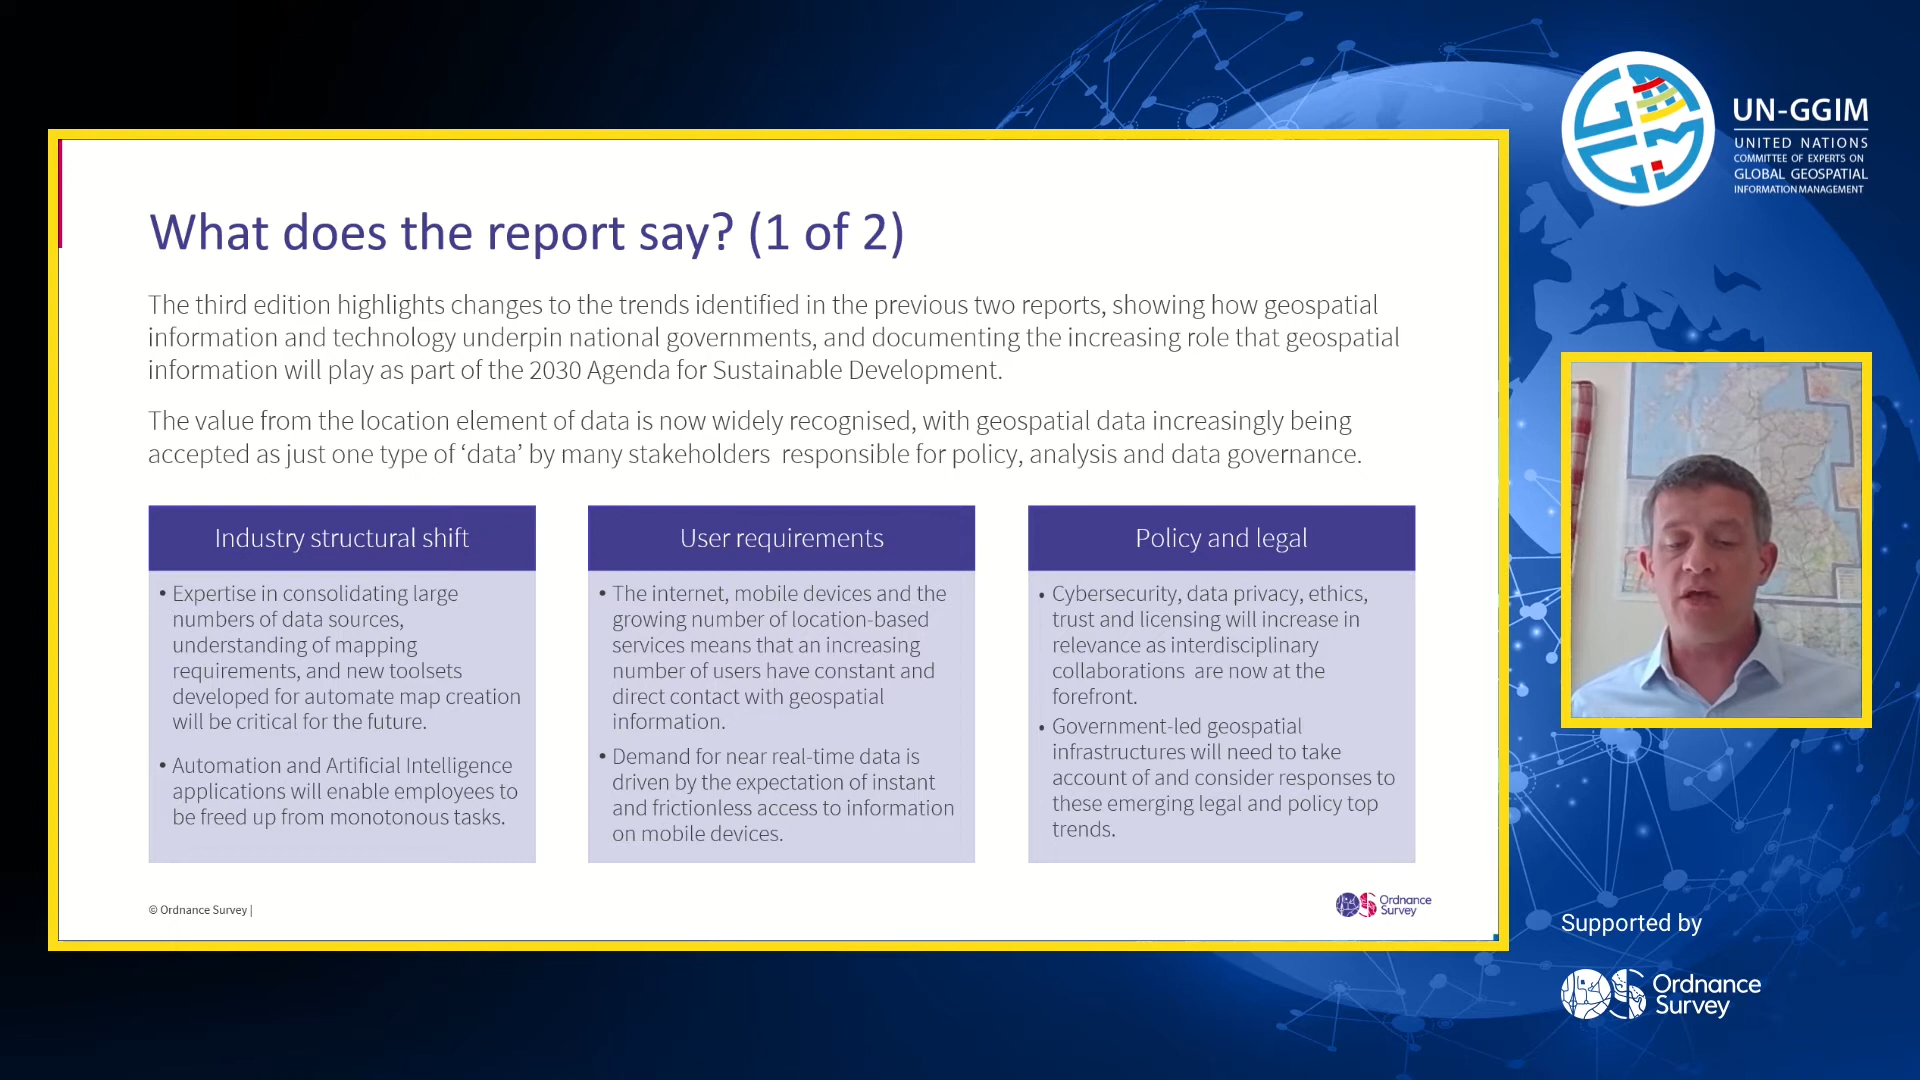 UN-GGIM
UNITED NATIONS
COMMITTEE OF EXPERTS ON
GLOBAL GEOSPATIAL
INFORMATION MANAGEMENT
What does the report say? (1 of 2)
The third edition highlights changes to the trends identified in the previous two reports, showing how geospatial
information and technology underpin national governments, and documenting the increasing role that geospatial
information will play as part of the 2030 Agenda for Sustainable Development.
The value from the location element of data is now widely recognised, with geospatial data increasingly being
accepted as just one type of ‘data’ by many stakeholders responsible for policy, analysis and data governance.
Industry structural shift
• Expertise in consolidating large
numbers of data sources,
understanding of mapping
requirements, and new toolsets
developed for automate map creation
will be critical for the future.
• Automation and Artificial Intelligence
applications will enable employees to
be freed up from monotonous tasks.
User requirements
• The internet, mobile devices and the
growing number of location-based
services means that an increasing
number of users have constant and
direct contact with geospatial
information.
• Demand for near real-time data is
driven by the expectation of instant
and frictionless access to information
on mobile devices.
Policy and legal
• Cybersecurity, data privacy, ethics,
trust and licensing will increase in
relevance as interdisciplinary
collaborations are now at the
forefront.
• Government-led geospatial
infrastructures will need to take
account of and consider responses to
these emerging legal and policy top
trends.
© Ordnance Survey |
OS Ordnance
Survey
Supported by
OS Ordnance
Survey